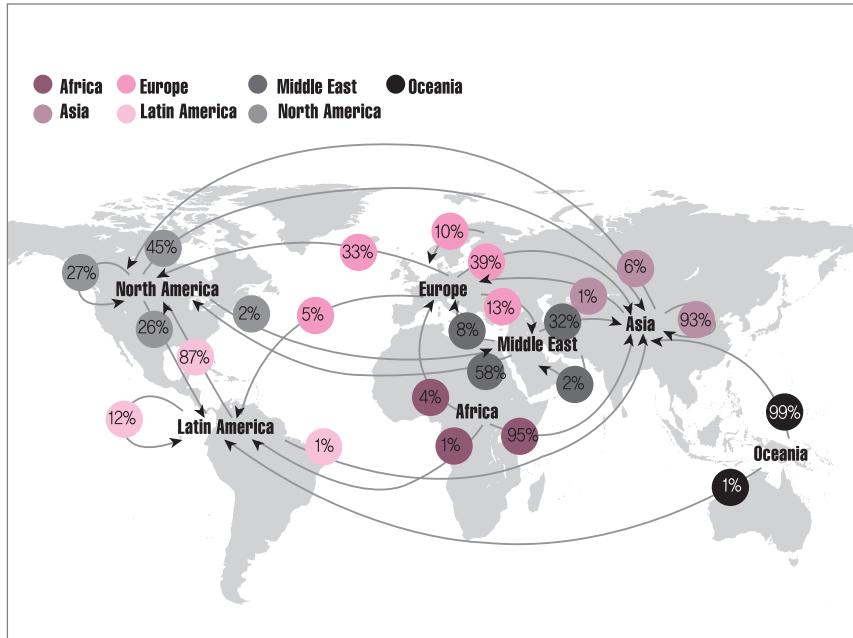 Africa Europe Middle East Oceania
Asia Latin America North America
10%
45% 33%
39%
27% 6%
North America Europe 1%
2% 5% 13%
26% 8% 32% Asia 93%
Middle East
87%
58% 2%
4%
12% Latin America Africa 99%
1% 1% 95%
Oceania
1%